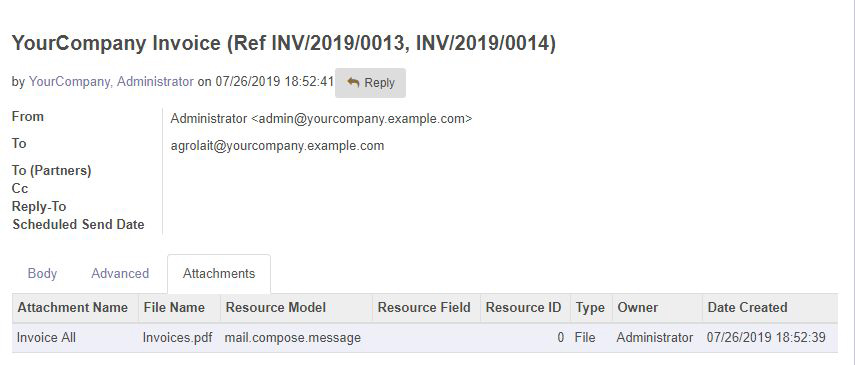 YourCompany Invoice (Ref INV/2019/0013, INV/2019/0014)
by YourCompany, Administrator on 07/26/2019 18:52:41 Reply
From Administrator <admin@yourcompany.example.com>
To agrolait@yourcompany.example.com
To (Partners)
Cc
Reply-To
Scheduled Send Date
Body Advanced Attachments
Attachment Name File Name Resource Model Resource Field Resource ID Type Owner Date Created
Invoice All Invoices.pdf mail.compose.message 0 File Administrator 07/26/2019 18:52:39